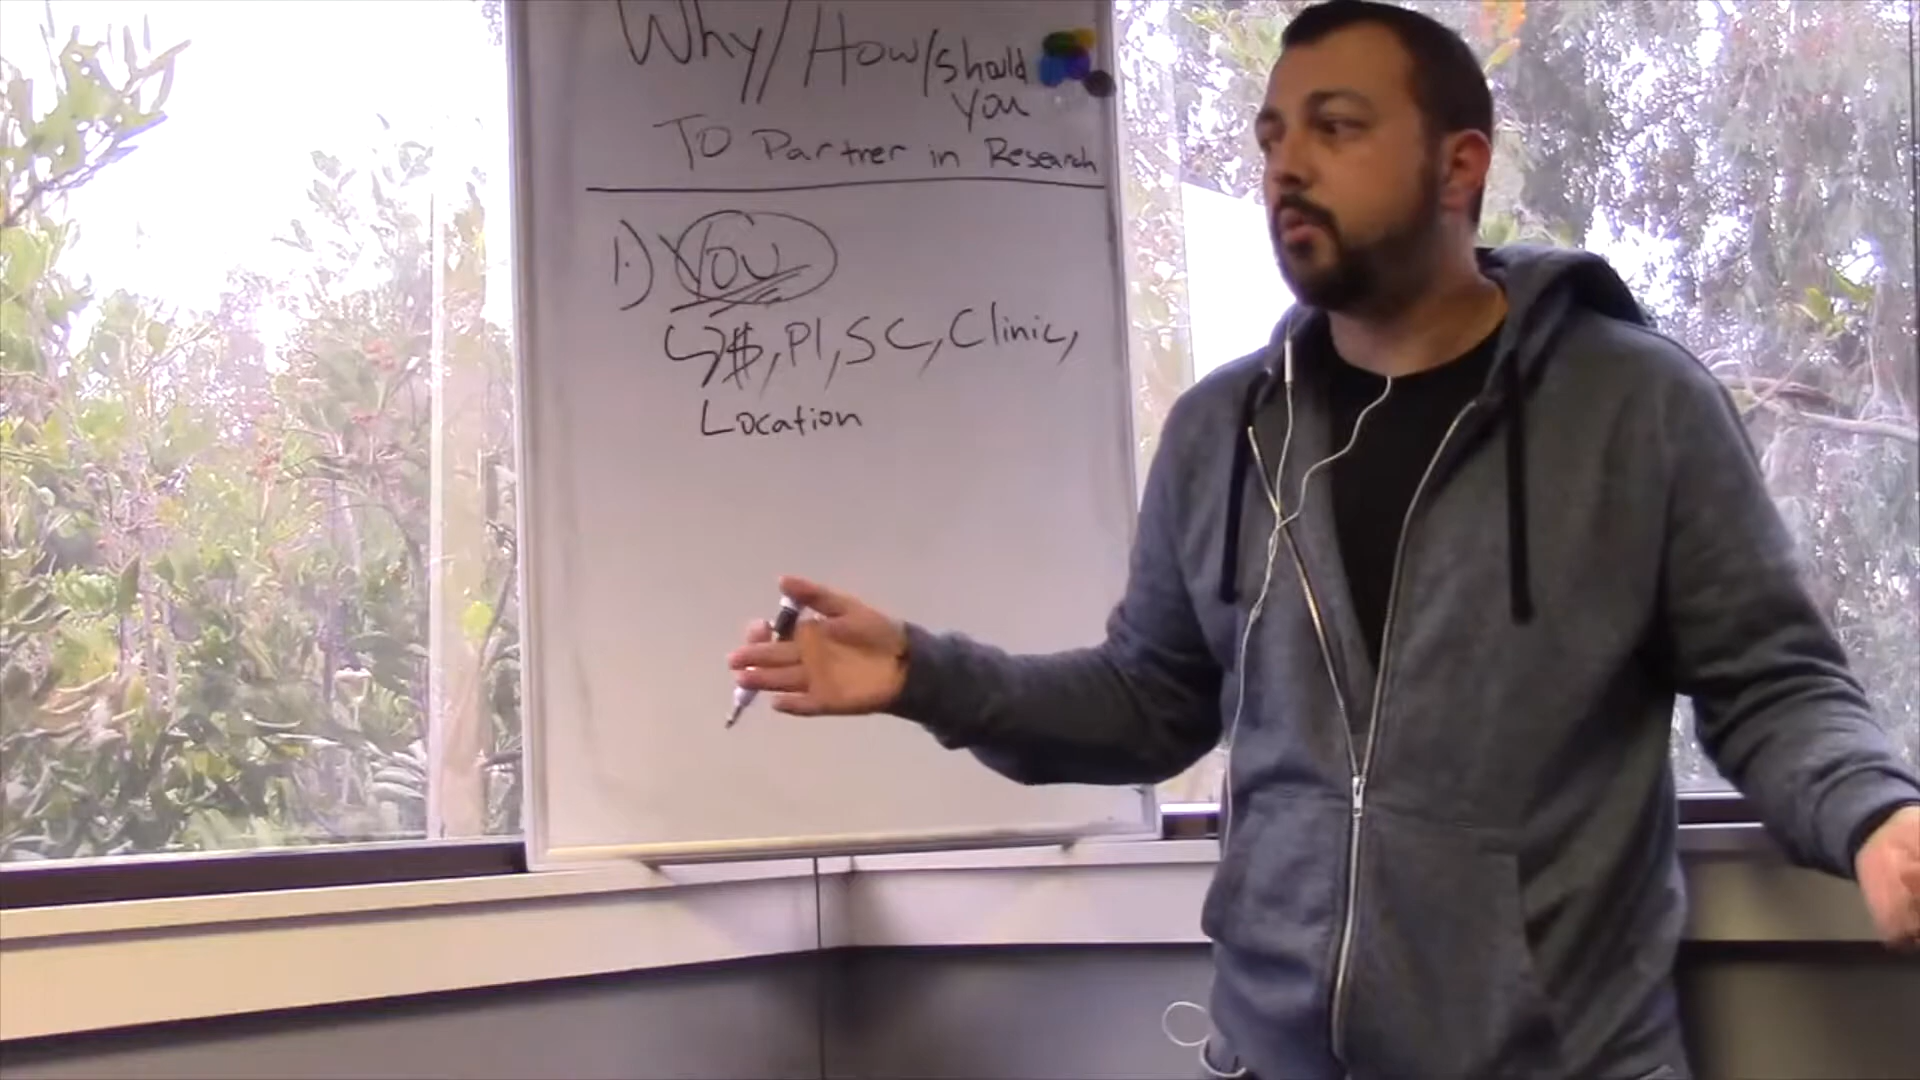 Why/How/should
you
To Partner in Research
1.) You
↳$, PI, SC, Clinic,
Location